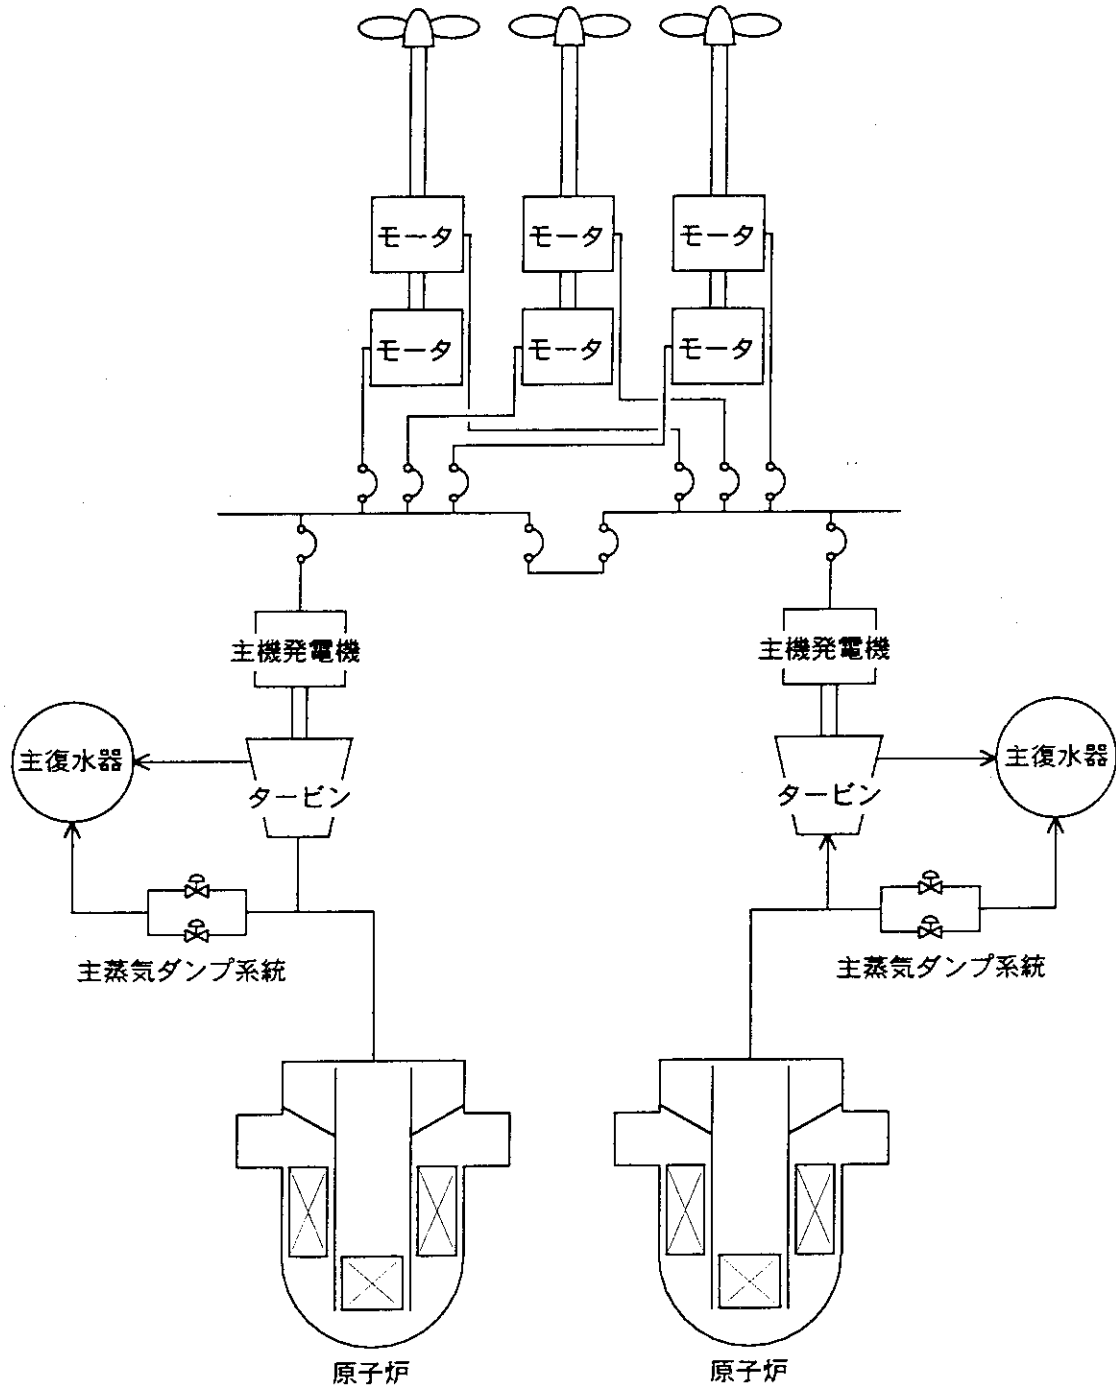 モータ
モータ
モータ
モータ
モータ
モータ
主機発電機
主機発電機
主復水器
主復水器
タービン
タービン
主蒸気ダンプ系統
主蒸気ダンプ系統
原子炉
原子炉